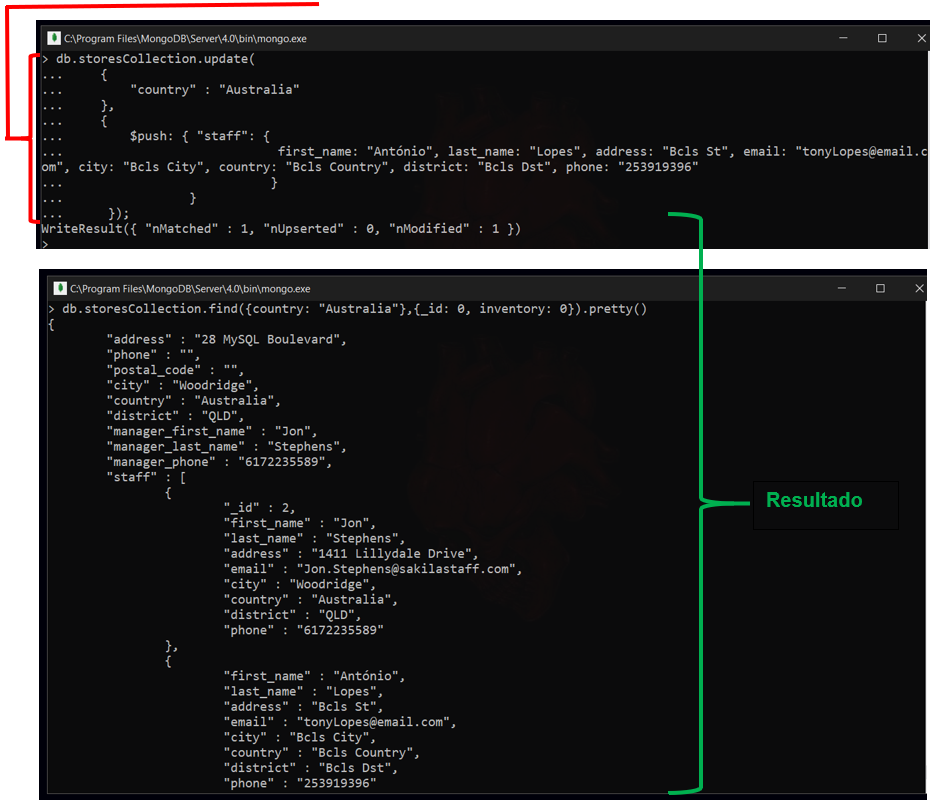 C:\Program Files\MongoDB\Server\4.0\bin\mongo.exe
> db.storesCollection.update(
...     {
...         "country" : "Australia"
...     },
...     {
...         $push: { "staff": {
...                            first_name: "António", last_name: "Lopes", address: "Bcls St", email: "tonyLopes@email.c
om", city: "Bcls City", country: "Bcls Country", district: "Bcls Dst", phone: "253919396"
...                           }
...                 }
...      });
WriteResult({ "nMatched" : 1, "nUpserted" : 0, "nModified" : 1 })
>
C:\Program Files\MongoDB\Server\4.0\bin\mongo.exe
> db.storesCollection.find({country: "Australia"},{_id: 0, inventory: 0}).pretty()
{
        "address" : "28 MySQL Boulevard",
        "phone" : "",
        "postal_code" : "",
        "city" : "Woodridge",
        "country" : "Australia",
        "district" : "QLD",
        "manager_first_name" : "Jon",
        "manager_last_name" : "Stephens",
        "manager_phone" : "6172235589",
        "staff" : [
                {
                        "_id" : 2,
                        "first_name" : "Jon",
                        "last_name" : "Stephens",
                        "address" : "1411 Lillydale Drive",
                        "email" : "Jon.Stephens@sakilastaff.com",
                        "city" : "Woodridge",
                        "country" : "Australia",
                        "district" : "QLD",
                        "phone" : "6172235589"
                },
                {
                        "first_name" : "António",
                        "last_name" : "Lopes",
                        "address" : "Bcls St",
                        "email" : "tonyLopes@email.com",
                        "city" : "Bcls City",
                        "country" : "Bcls Country",
                        "district" : "Bcls Dst",
                        "phone" : "253919396"
Resultado